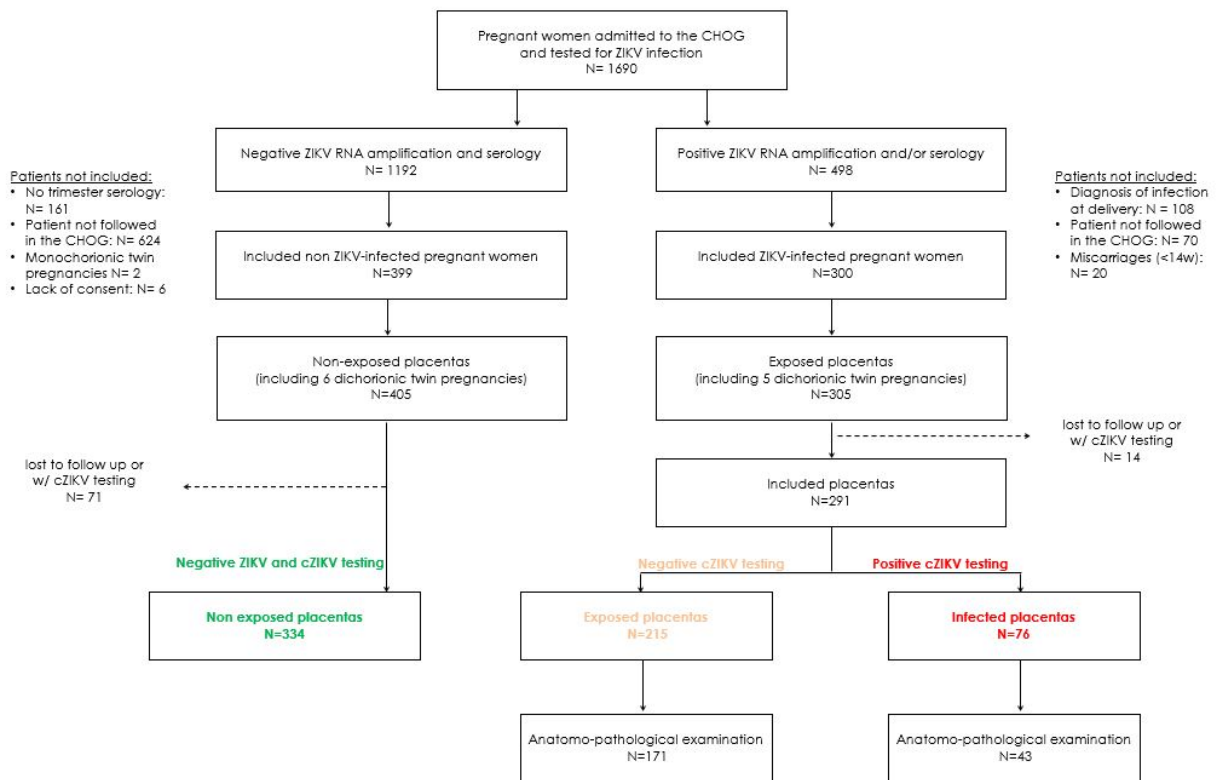 Pregnant women admitted to the CHOG
and tested for ZIKV infection
N= 1690
Negative ZIKV RNA amplification and serology
N= 1192
Positive ZIKV RNA amplification and/or serology
N= 498
Patients not included:
• No trimester serology:
N= 161
• Patient not followed
in the CHOG: N= 624
• Monochorionic twin
pregnancies N= 2
• Lack of consent: N= 6
Patients not included:
• Diagnosis of infection
at delivery: N = 108
• Patient not followed
in the CHOG: N= 70
• Miscarriages (<14w):
N= 20
Included non ZIKV-infected pregnant women
N=399
Included ZIKV-infected pregnant women
N=300
Non-exposed placentas
(including 6 dichorionic twin pregnancies)
N=405
Exposed placentas
(including 5 dichorionic twin pregnancies)
N=305
lost to follow up or
w/ cZIKV testing
N= 71
lost to follow up or
w/ cZIKV testing
N= 14
Included placentas
N=291
Negative ZIKV and cZIKV testing
Negative cZIKV testing
Positive cZIKV testing
Non exposed placentas
N=334
Exposed placentas
N=215
Infected placentas
N=76
Anatomo-pathological examination
N=171
Anatomo-pathological examination
N=43